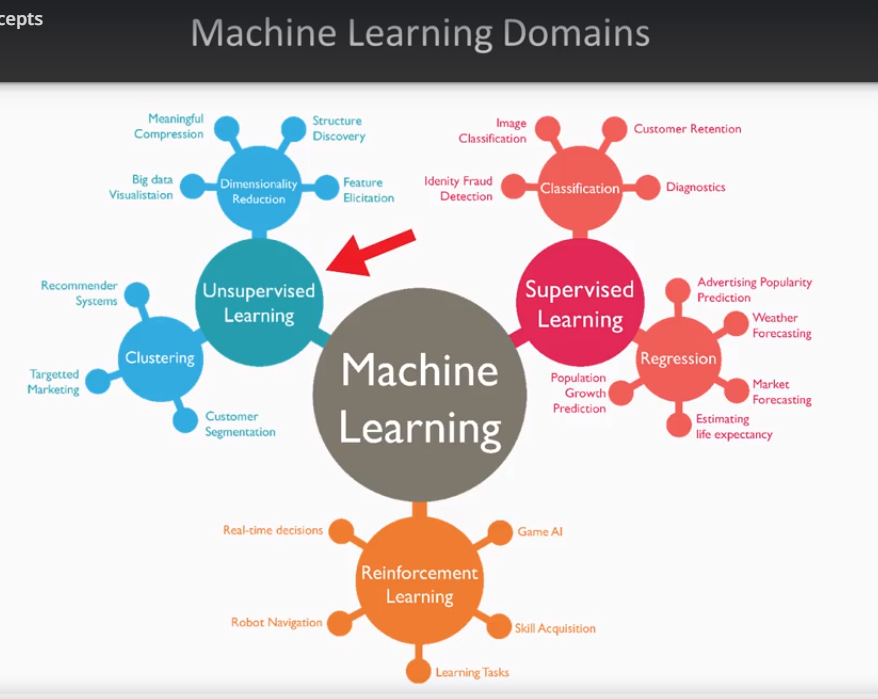 cepts
Machine Learning Domains
Meaningful
Compression
Structure
Discovery
Big data
Visualistaion
Dimensionality
Reduction
Feature
Elicitation
Image
Classification
Customer Retention
Idenity Fraud
Detection
Classification
Diagnostics
Recommender
Systems
Unsupervised
Learning
Clustering
Targetted
Marketing
Customer
Segmentation
Machine
Learning
Supervised
Learning
Advertising Popularity
Prediction
Weather
Forecasting
Regression
Population
Growth
Prediction
Market
Forecasting
Estimating
life expectancy
Real-time decisions
Game AI
Reinforcement
Learning
Robot Navigation
Skill Acquisition
Learning Tasks